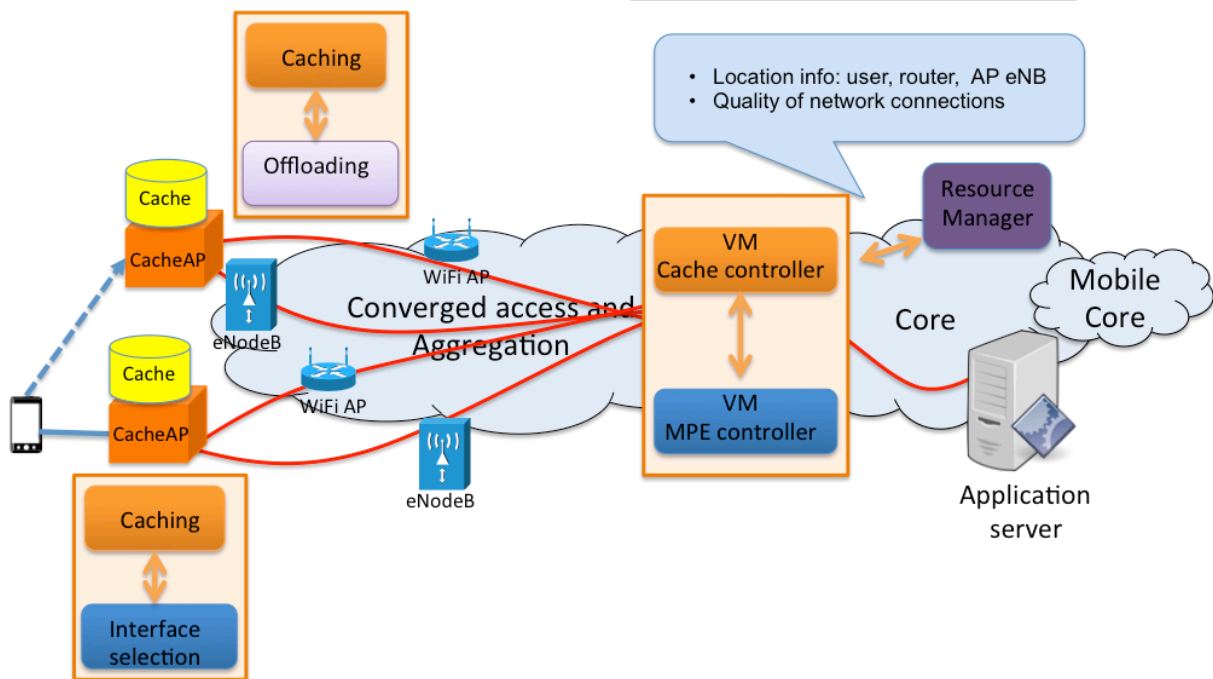 Caching
Offloading
• Location info: user, router, AP eNB
• Quality of network connections
Cache
CacheAP
WiFi AP
eNodeB
Converged access and
Aggregation
VM
Cache controller
VM
MPE controller
Resource
Manager
Core
Mobile
Core
Cache
CacheAP
WiFi AP
eNodeB
Application
server
Caching
Interface
selection